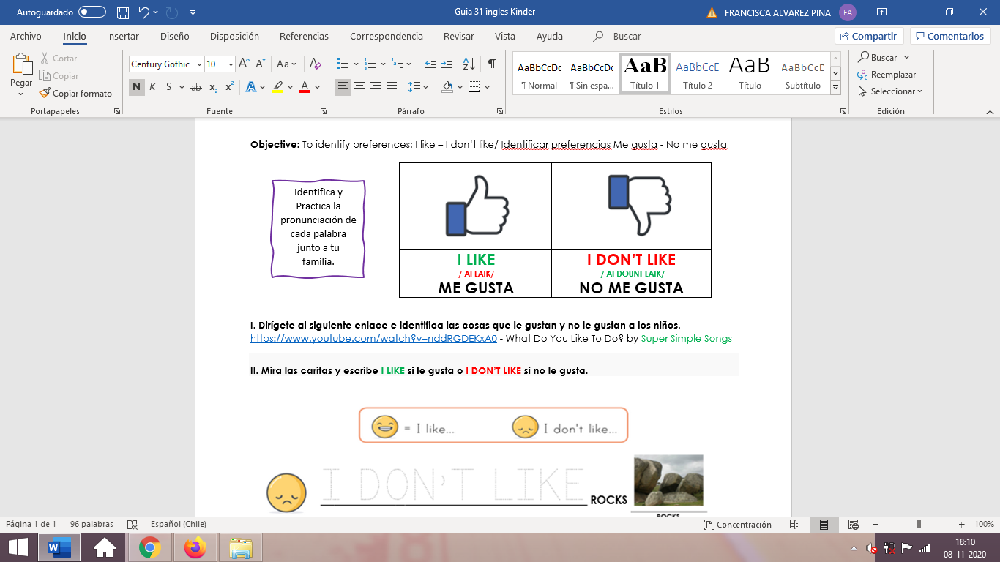 Autoguardado
Guia 31 ingles Kinder
FRANCISCA ALVAREZ PINA
FA
Archivo Inicio Insertar Diseño Disposición Referencias Correspondencia Revisar Vista Ayuda Buscar
Compartir
Comentarios
Pegar
Cortar
Copiar
Copiar formato
Century Gothic 10
N K S ab x₂ x²
Aa
AaBbCcDc AaBbCcDc AaB AaBbCcD AaB AaBbCcD
¶ Normal ¶ Sin espa... Título 1 Título 2 Título Subtítulo
Buscar
Reemplazar
Seleccionar
Portapapeles Fuente Párrafo Estilos Edición
Objective: To identify preferences: I like – I don’t like/ Identificar preferencias Me gusta - No me gusta
Identifica y
Practica la
pronunciación de
cada palabra
junto a tu
familia.
I LIKE
/ AI LAIK/
ME GUSTA
I DON’T LIKE
/ AI DOUNT LAIK/
NO ME GUSTA
I. Dirígete al siguiente enlace e identifica las cosas que le gustan y no le gustan a los niños.
https://www.youtube.com/watch?v=nddRGDEKxA0 - What Do You Like To Do? by Super Simple Songs
II. Mira las caritas y escribe I LIKE si le gusta o I DON’T LIKE si no le gusta.
= I like... I don't like...
I DON’T LIKE ROCKS
ROCKS
Página 1 de 1 96 palabras Español (Chile) Concentración 100%
18:10
08-11-2020